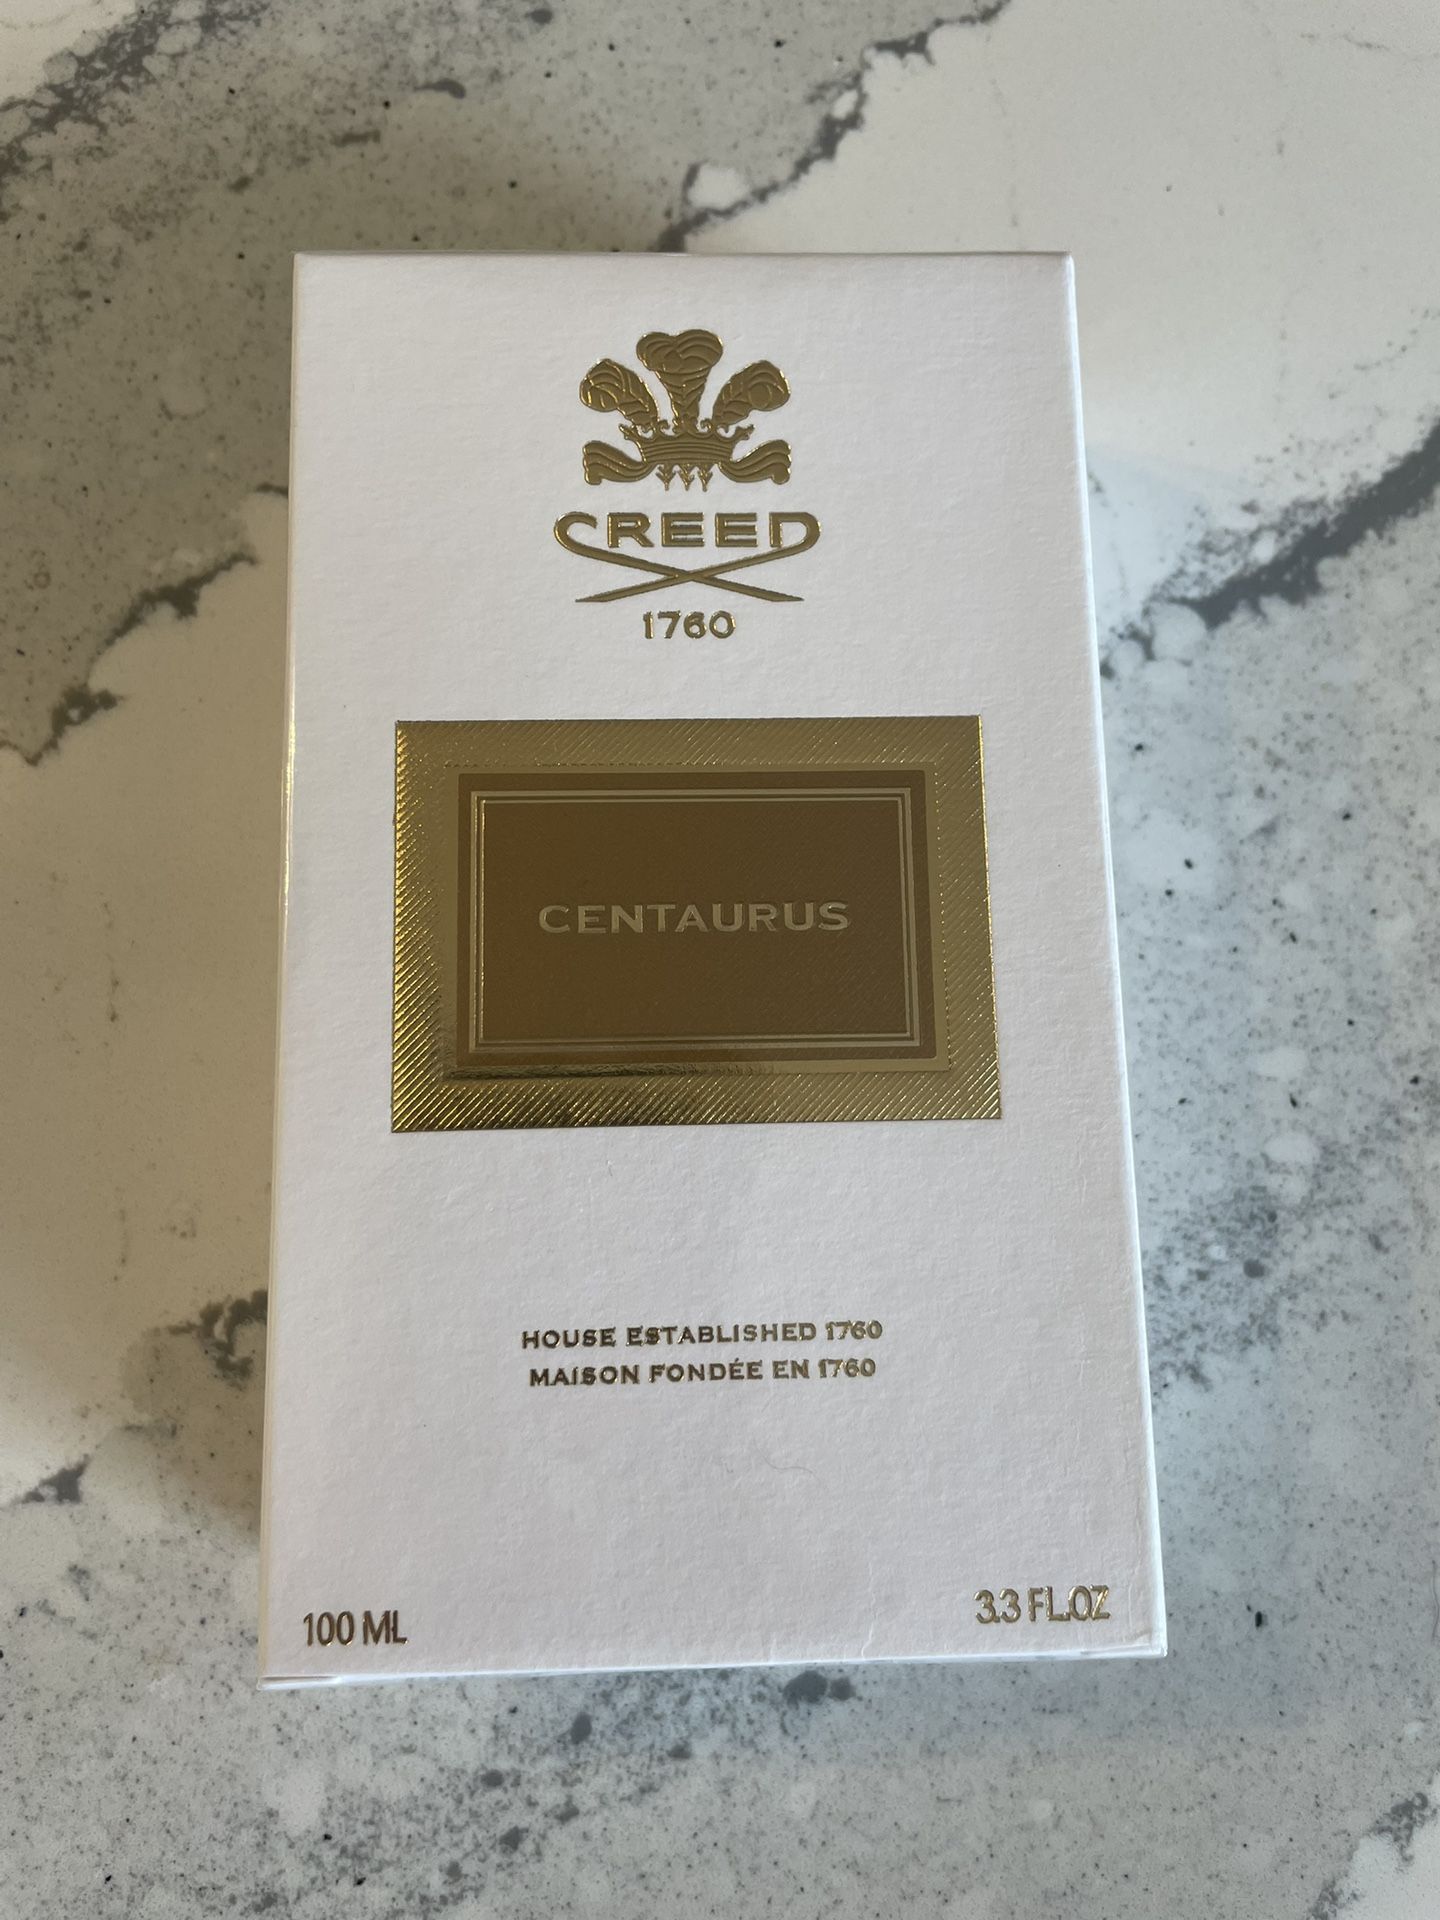 CREED
1760
CENTAURUS
HOUSE ESTABLISHED 1760
MAISON FONDÉE EN 1760
100 ML
3.3 FL.OZ